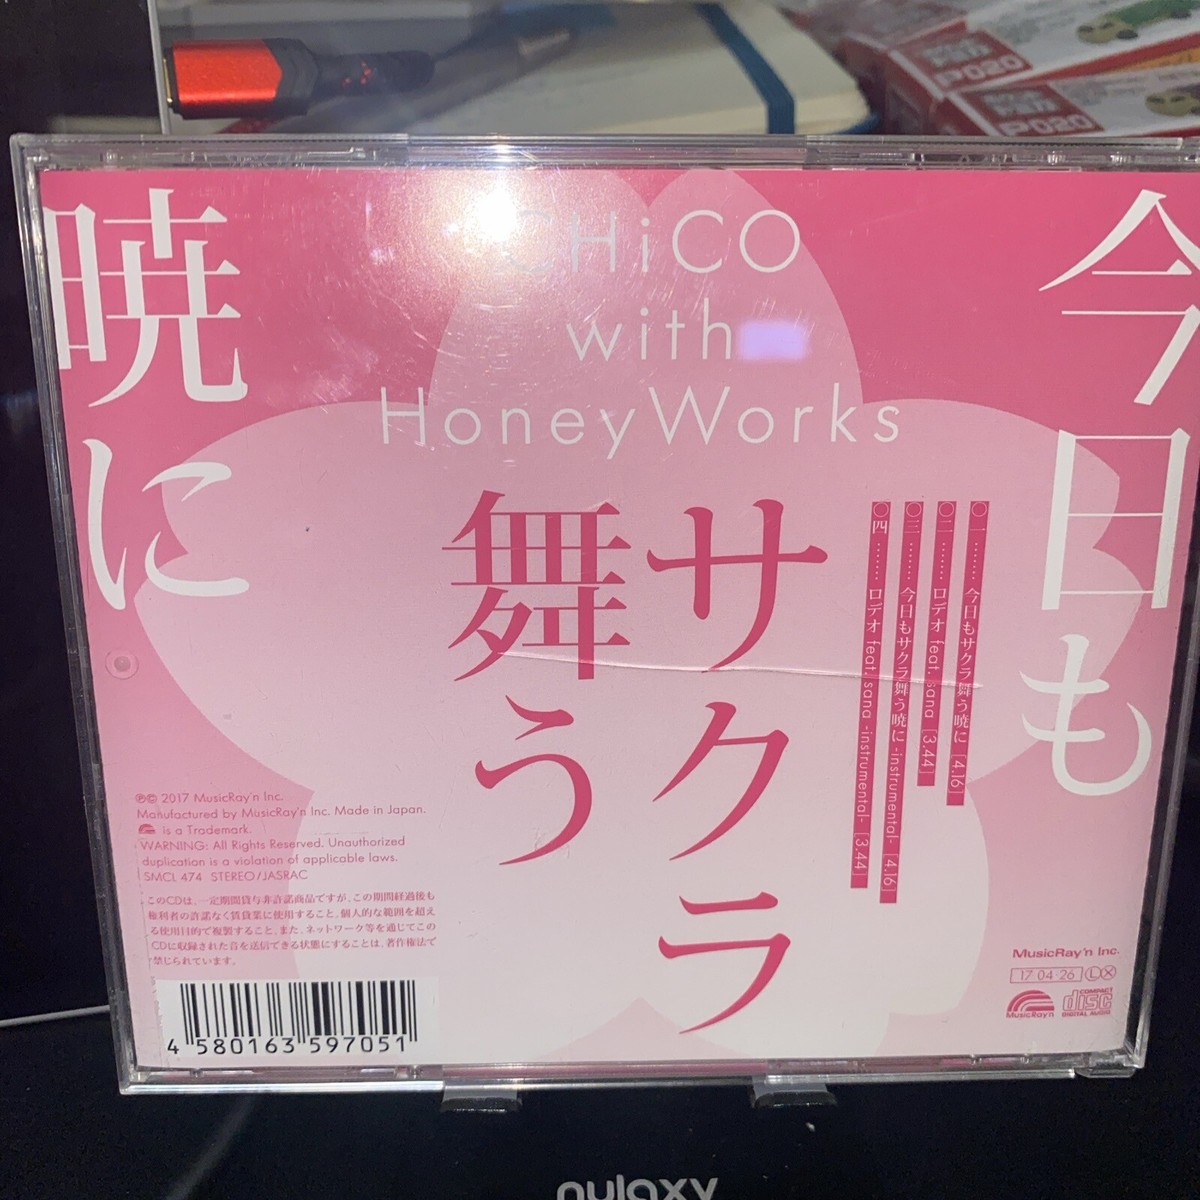 P020
P020
CHiCO
with
HoneyWorks
今日も
サクラ
舞う
暁に
〇一……… 今日もサクラ舞う暁に [4.16]
〇二……… ロデオ feat. sana [3.44]
〇三……… 今日もサクラ舞う暁に -instrumental- [4.16]
〇四……… ロデオ feat. sana -instrumental- [3.44]
℗© 2017 MusicRay'n Inc.
Manufactured by MusicRay'n Inc. Made in Japan.
is a Trademark.
WARNING: All Rights Reserved. Unauthorized
duplication is a violation of applicable laws.
SMCL 474 STEREO/JASRAC
このCDは、一定期間貸与非許諾商品ですが、この期間経過後も
権利者の許諾なく賃貸業に使用すること、個人的な範囲を超え
る使用目的で複製すること、また、ネットワーク等を通じてこの
CDに収録された音を送信できる状態にすることは、著作権法で
禁じられています。
4 580163 597051
MusicRay'n Inc.
17・04・26 Ⓛ Ⓧ
MusicRay'n
COMPACT
disc
DIGITAL AUDIO
nulaxy